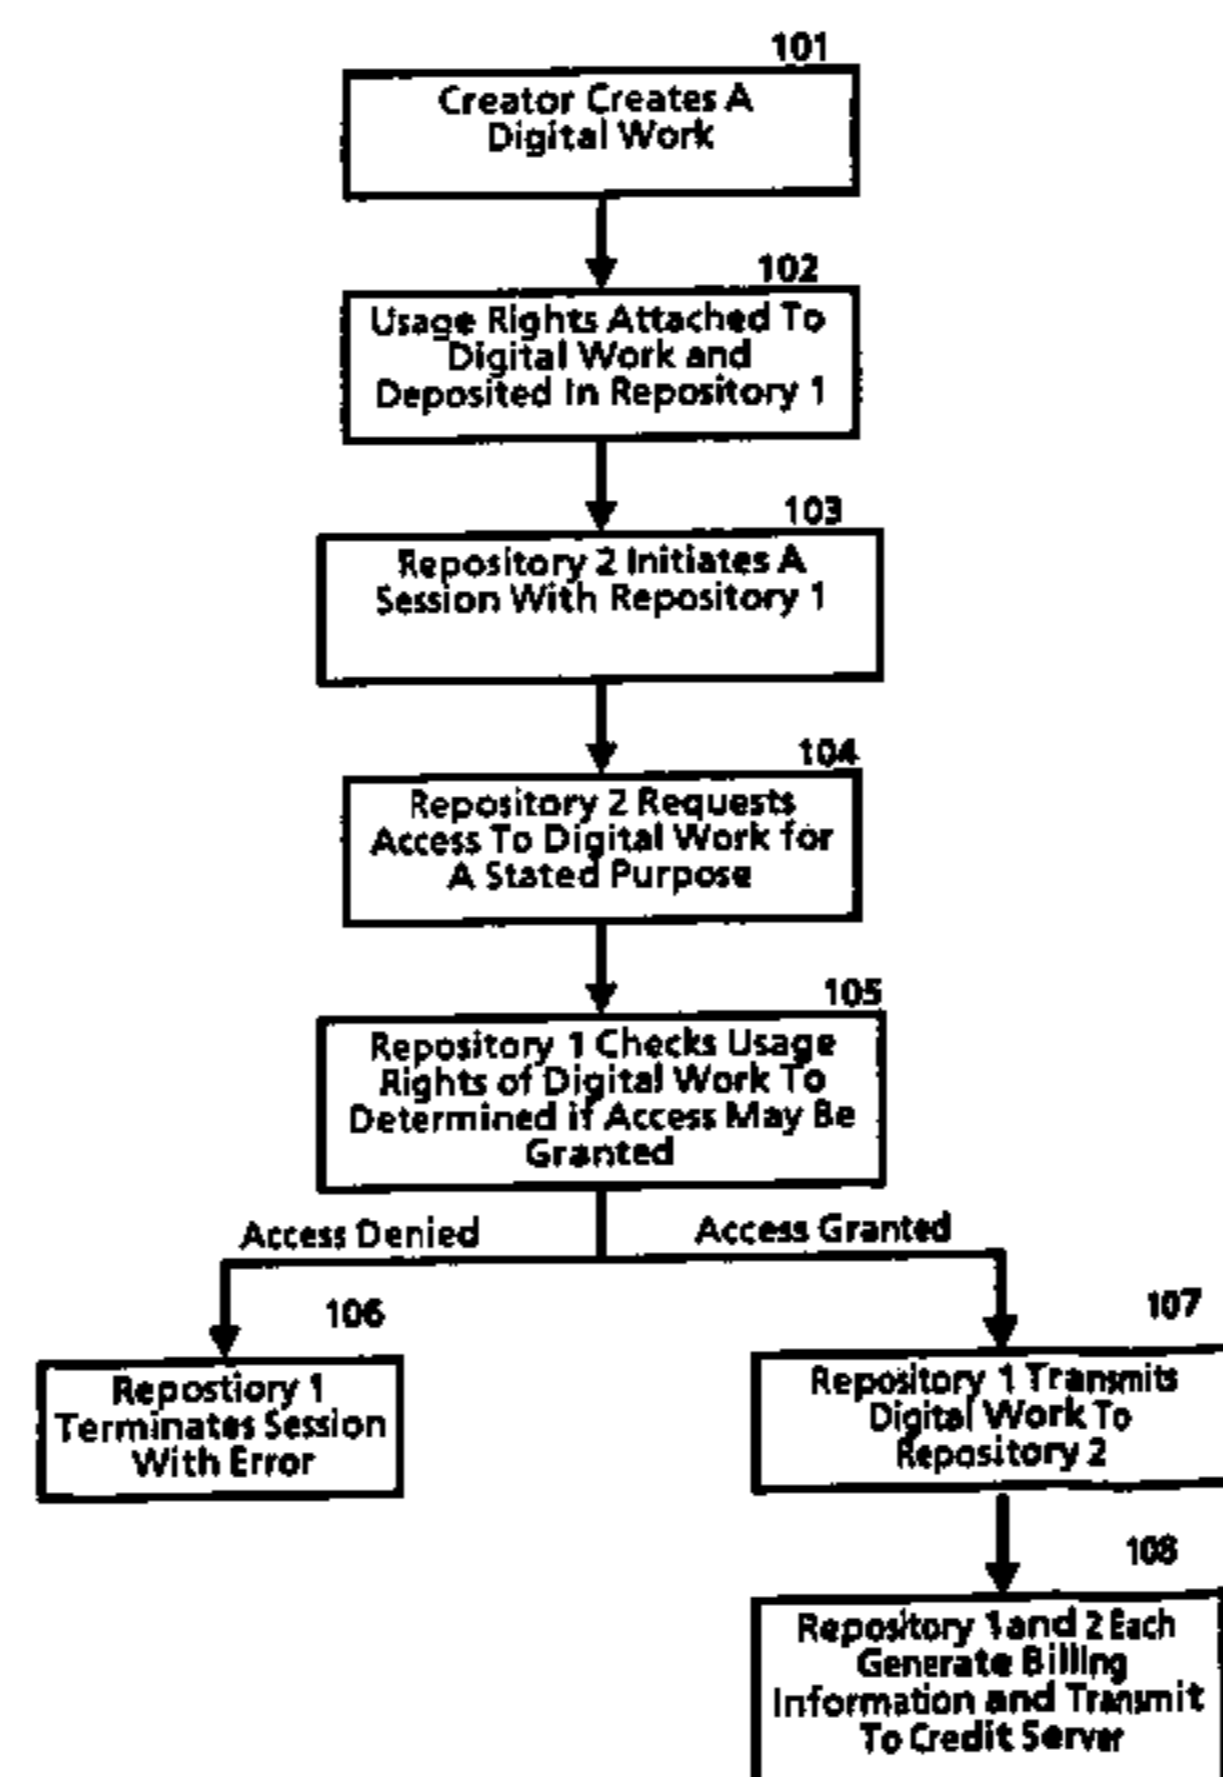 101
Creator Creates A
Digital Work
102
Usage Rights Attached To
Digital Work and
Deposited In Repository 1
103
Repository 2 Initiates A
Session With Repository 1
104
Repository 2 Requests
Access To Digital Work for
A Stated Purpose
105
Repository 1 Checks Usage
Rights of Digital Work To
Determined if Access May Be
Granted
Access Denied
Access Granted
106
Repostiory 1
Terminates Session
With Error
107
Repository 1 Transmits
Digital Work To
Repository 2
108
Repository 1 and 2 Each
Generate Billing
Information and Transmit
To Credit Server